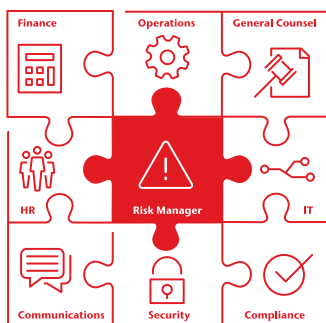 Finance
Operations
General Counsel
HR
Risk Manager
IT
Communications
Security
Compliance